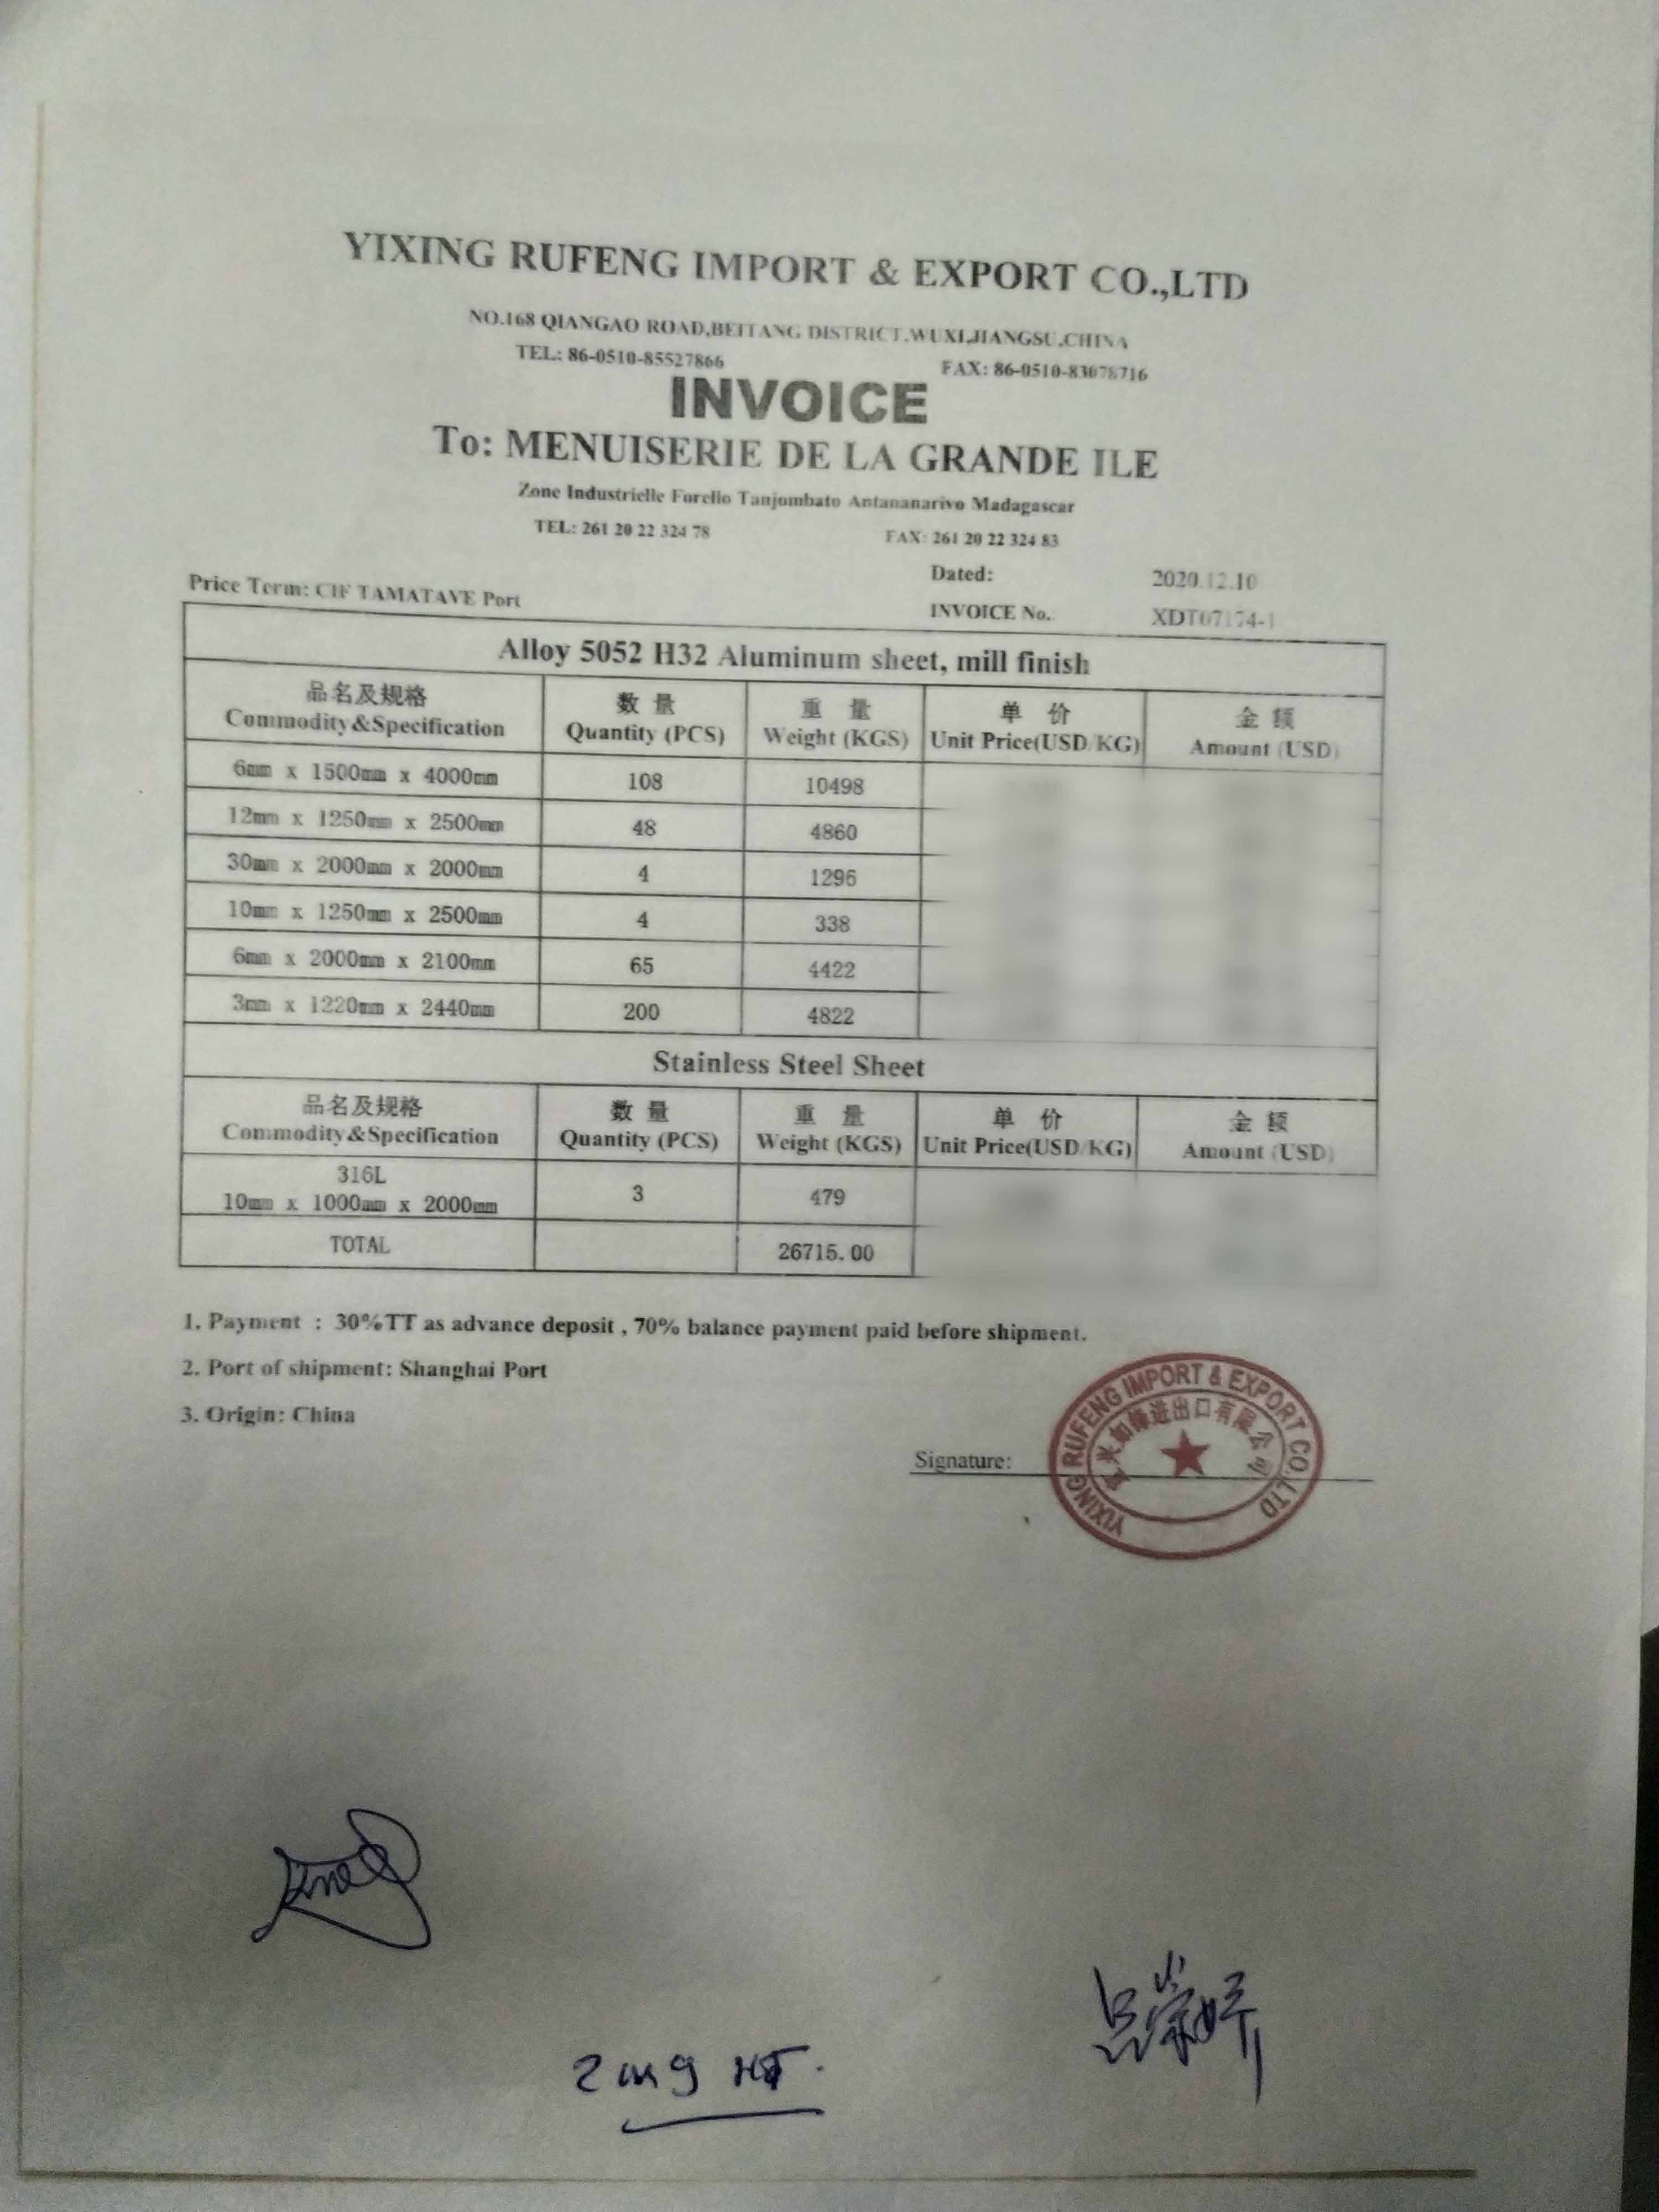 YIXING RUFENG IMPORT & EXPORT CO.,LTD
NO.168 QIANGAO ROAD,BEITANG DISTRICT,WUXI,JIANGSU,CHINA
TEL: 86-0510-85527866 FAX: 86-0510-83078716
INVOICE
To: MENUISERIE DE LA GRANDE ILE
Zone Industrielle Forello Tanjombato Antananarivo Madagascar
TEL: 261 20 22 324 78 FAX: 261 20 22 324 83
Dated: 2020.12.10
Price Term: CIF TAMATAVE Port
INVOICE No. XDT07174-1
Alloy 5052 H32 Aluminum sheet, mill finish
品名及规格 数 量 重 量 单 价 金 额
Commodity&Specification Quantity (PCS) Weight (KGS) Unit Price(USD/KG) Amount (USD)
6mm x 1500mm x 4000mm 108 10498
12mm x 1250mm x 2500mm 48 4860
30mm x 2000mm x 2000mm 4 1296
10mm x 1250mm x 2500mm 4 338
6mm x 2000mm x 2100mm 65 4422
3mm x 1220mm x 2440mm 200 4822
Stainless Steel Sheet
品名及规格 数 量 重 量 单 价 金 额
Commodity&Specification Quantity (PCS) Weight (KGS) Unit Price(USD/KG) Amount (USD)
316L
10mm x 1000mm x 2000mm 3 479
TOTAL 26715.00
1. Payment : 30%TT as advance deposit , 70% balance payment paid before shipment.
2. Port of shipment: Shanghai Port
3. Origin: China
Signature:
YIXING RUFENG IMPORT & EXPORT CO.,LTD
进出口有限公司